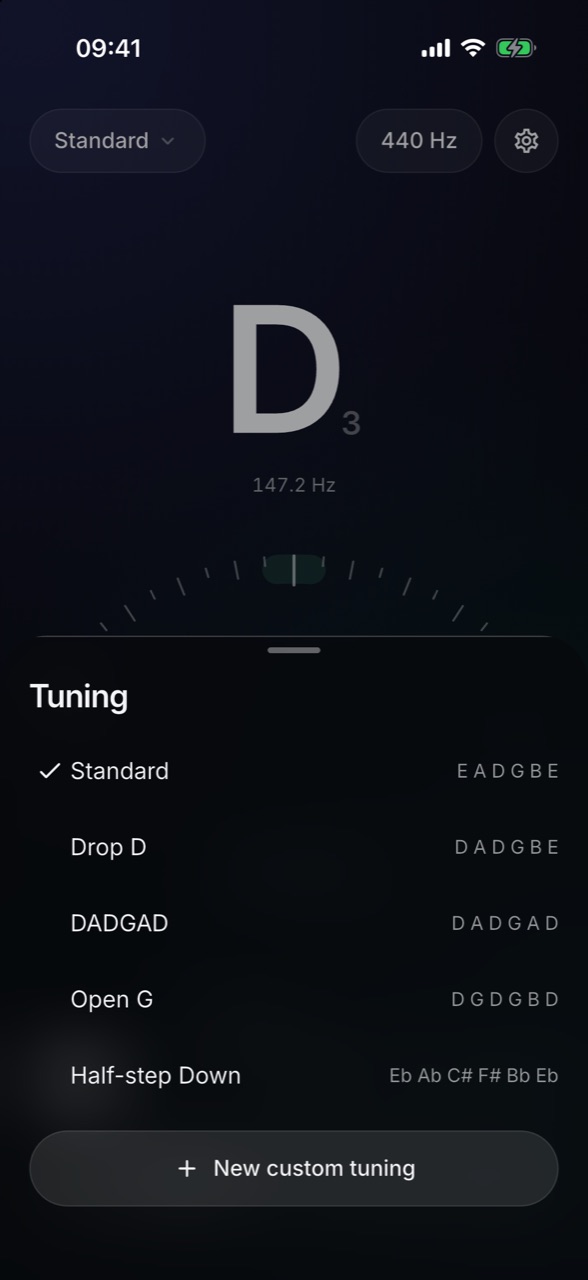 09:41
Standard
440 Hz
D3
147.2 Hz
Tuning
Standard E A D G B E
Drop D D A D G B E
DADGAD D A D G A D
Open G D G D G B D
Half-step Down Eb Ab C# F# Bb Eb
+ New custom tuning